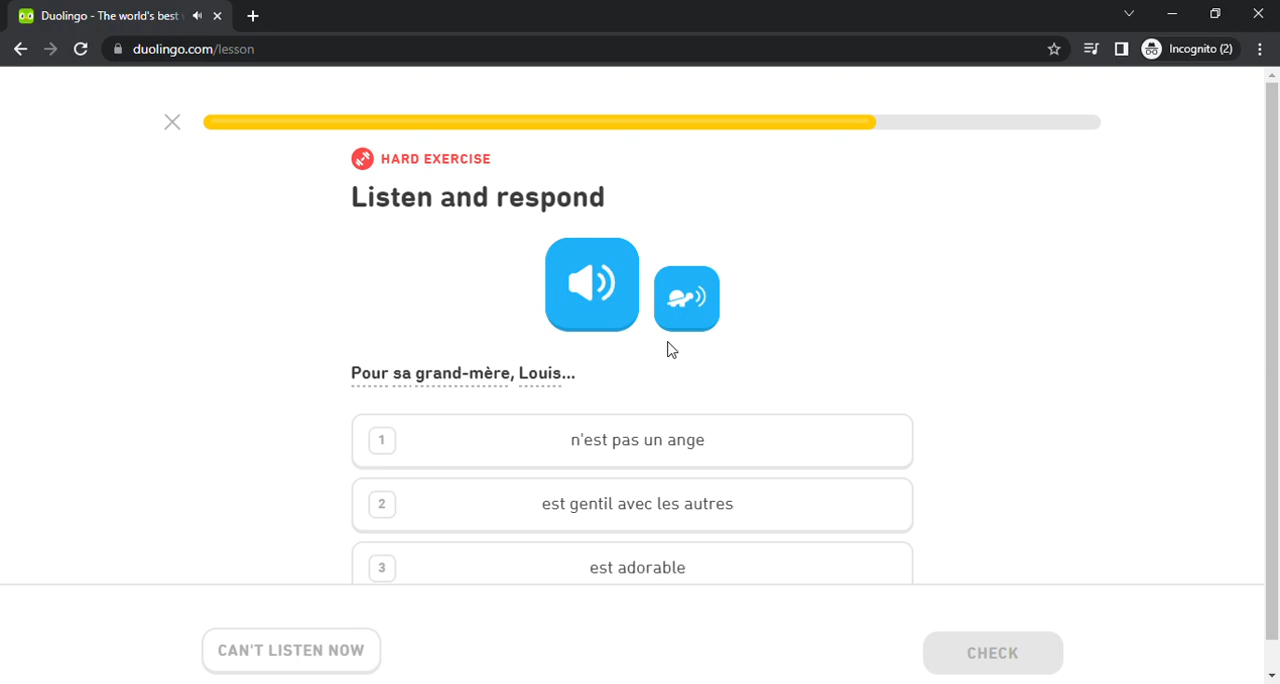 Duolingo - The world's best
duolingo.com/lesson
Incognito (2)
HARD EXERCISE
Listen and respond
Pour sa grand-mère, Louis...
1 n'est pas un ange
2 est gentil avec les autres
3 est adorable
CAN'T LISTEN NOW
CHECK